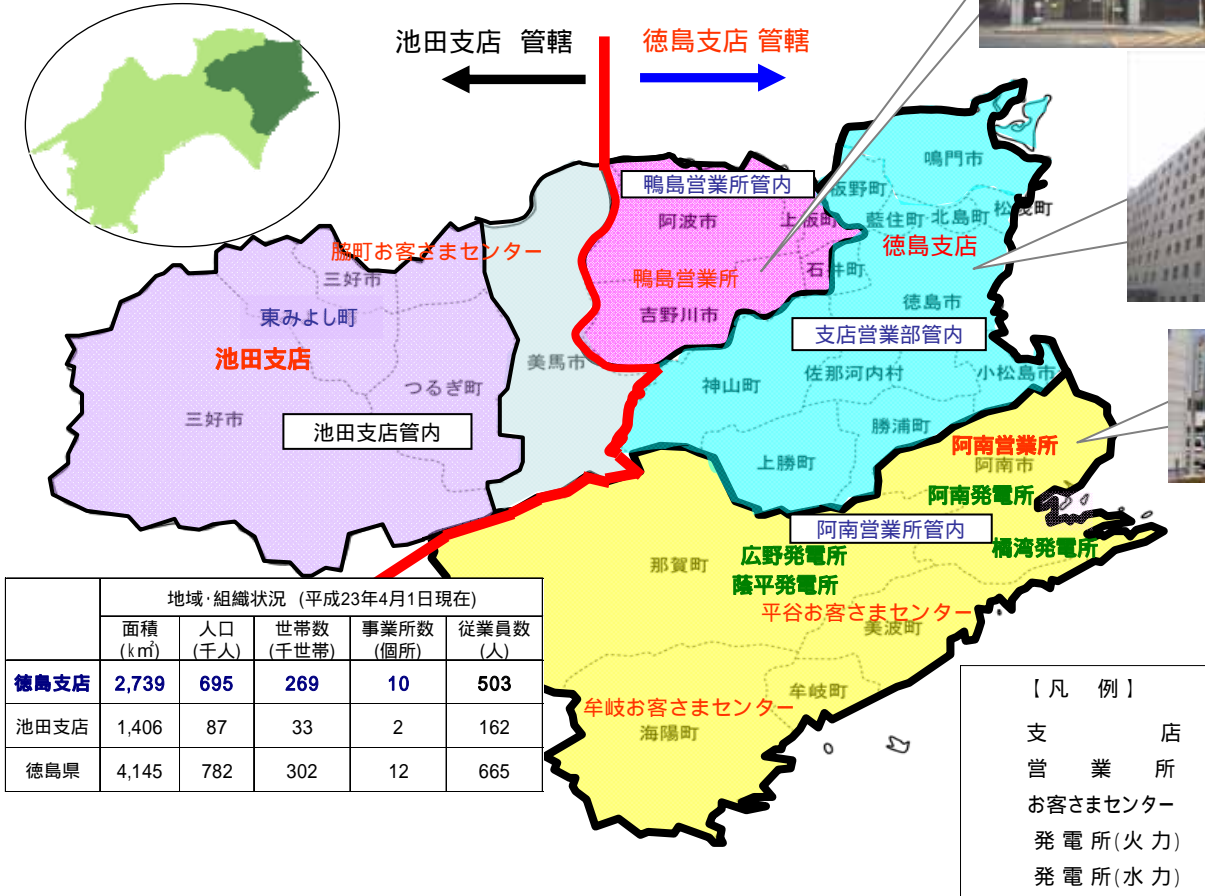 池田支店 管轄
徳島支店 管轄
鳴門市
鴨島営業所管内
板野町
阿波市
上板町
藍住町
北島町
松茂町
徳島支店
脇町お客さまセンター
三好市
鴨島営業所
石井町
東みよし町
吉野川市
徳島市
池田支店
美馬市
支店営業部管内
つるぎ町
神山町
佐那河内村
小松島市
三好市
池田支店管内
勝浦町
阿南営業所
上勝町
阿南市
阿南発電所
阿南営業所管内
広野発電所
橘湾発電所
那賀町
蔭平発電所
平谷お客さまセンター
美波町
牟岐町
牟岐お客さまセンター
海陽町
地域･組織状況 (平成23年4月1日現在)
面積 人口 世帯数 事業所数 従業員数
(㎢) (千人) (千世帯) (個所) (人)
徳島支店 2,739 695 269 10 503
池田支店 1,406 87 33 2 162
徳島県 4,145 782 302 12 665
【凡 例】
支 店
営 業 所
お客さまセンター
発 電 所(火 力)
発 電 所(水 力)